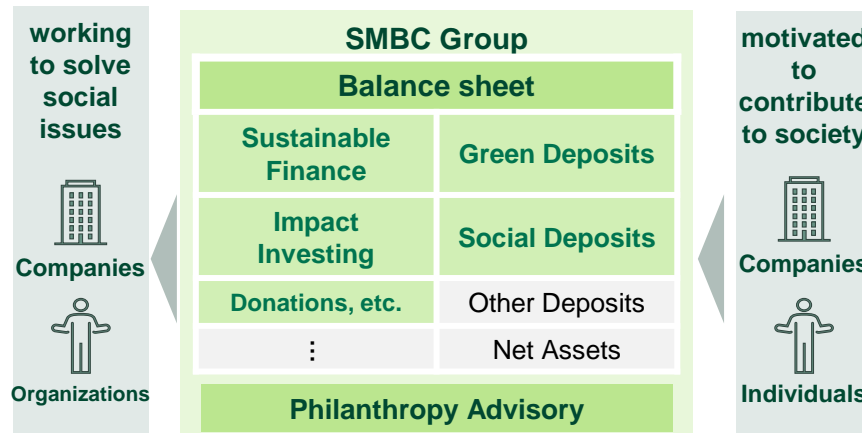 working
to solve
social
issues
Companies
Organizations
SMBC Group
Balance sheet
Sustainable
Finance
Green Deposits
Impact
Investing
Social Deposits
Donations, etc.
Other Deposits
⋮
Net Assets
Philanthropy Advisory
motivated
to
contribute
to society
Companies
Individuals